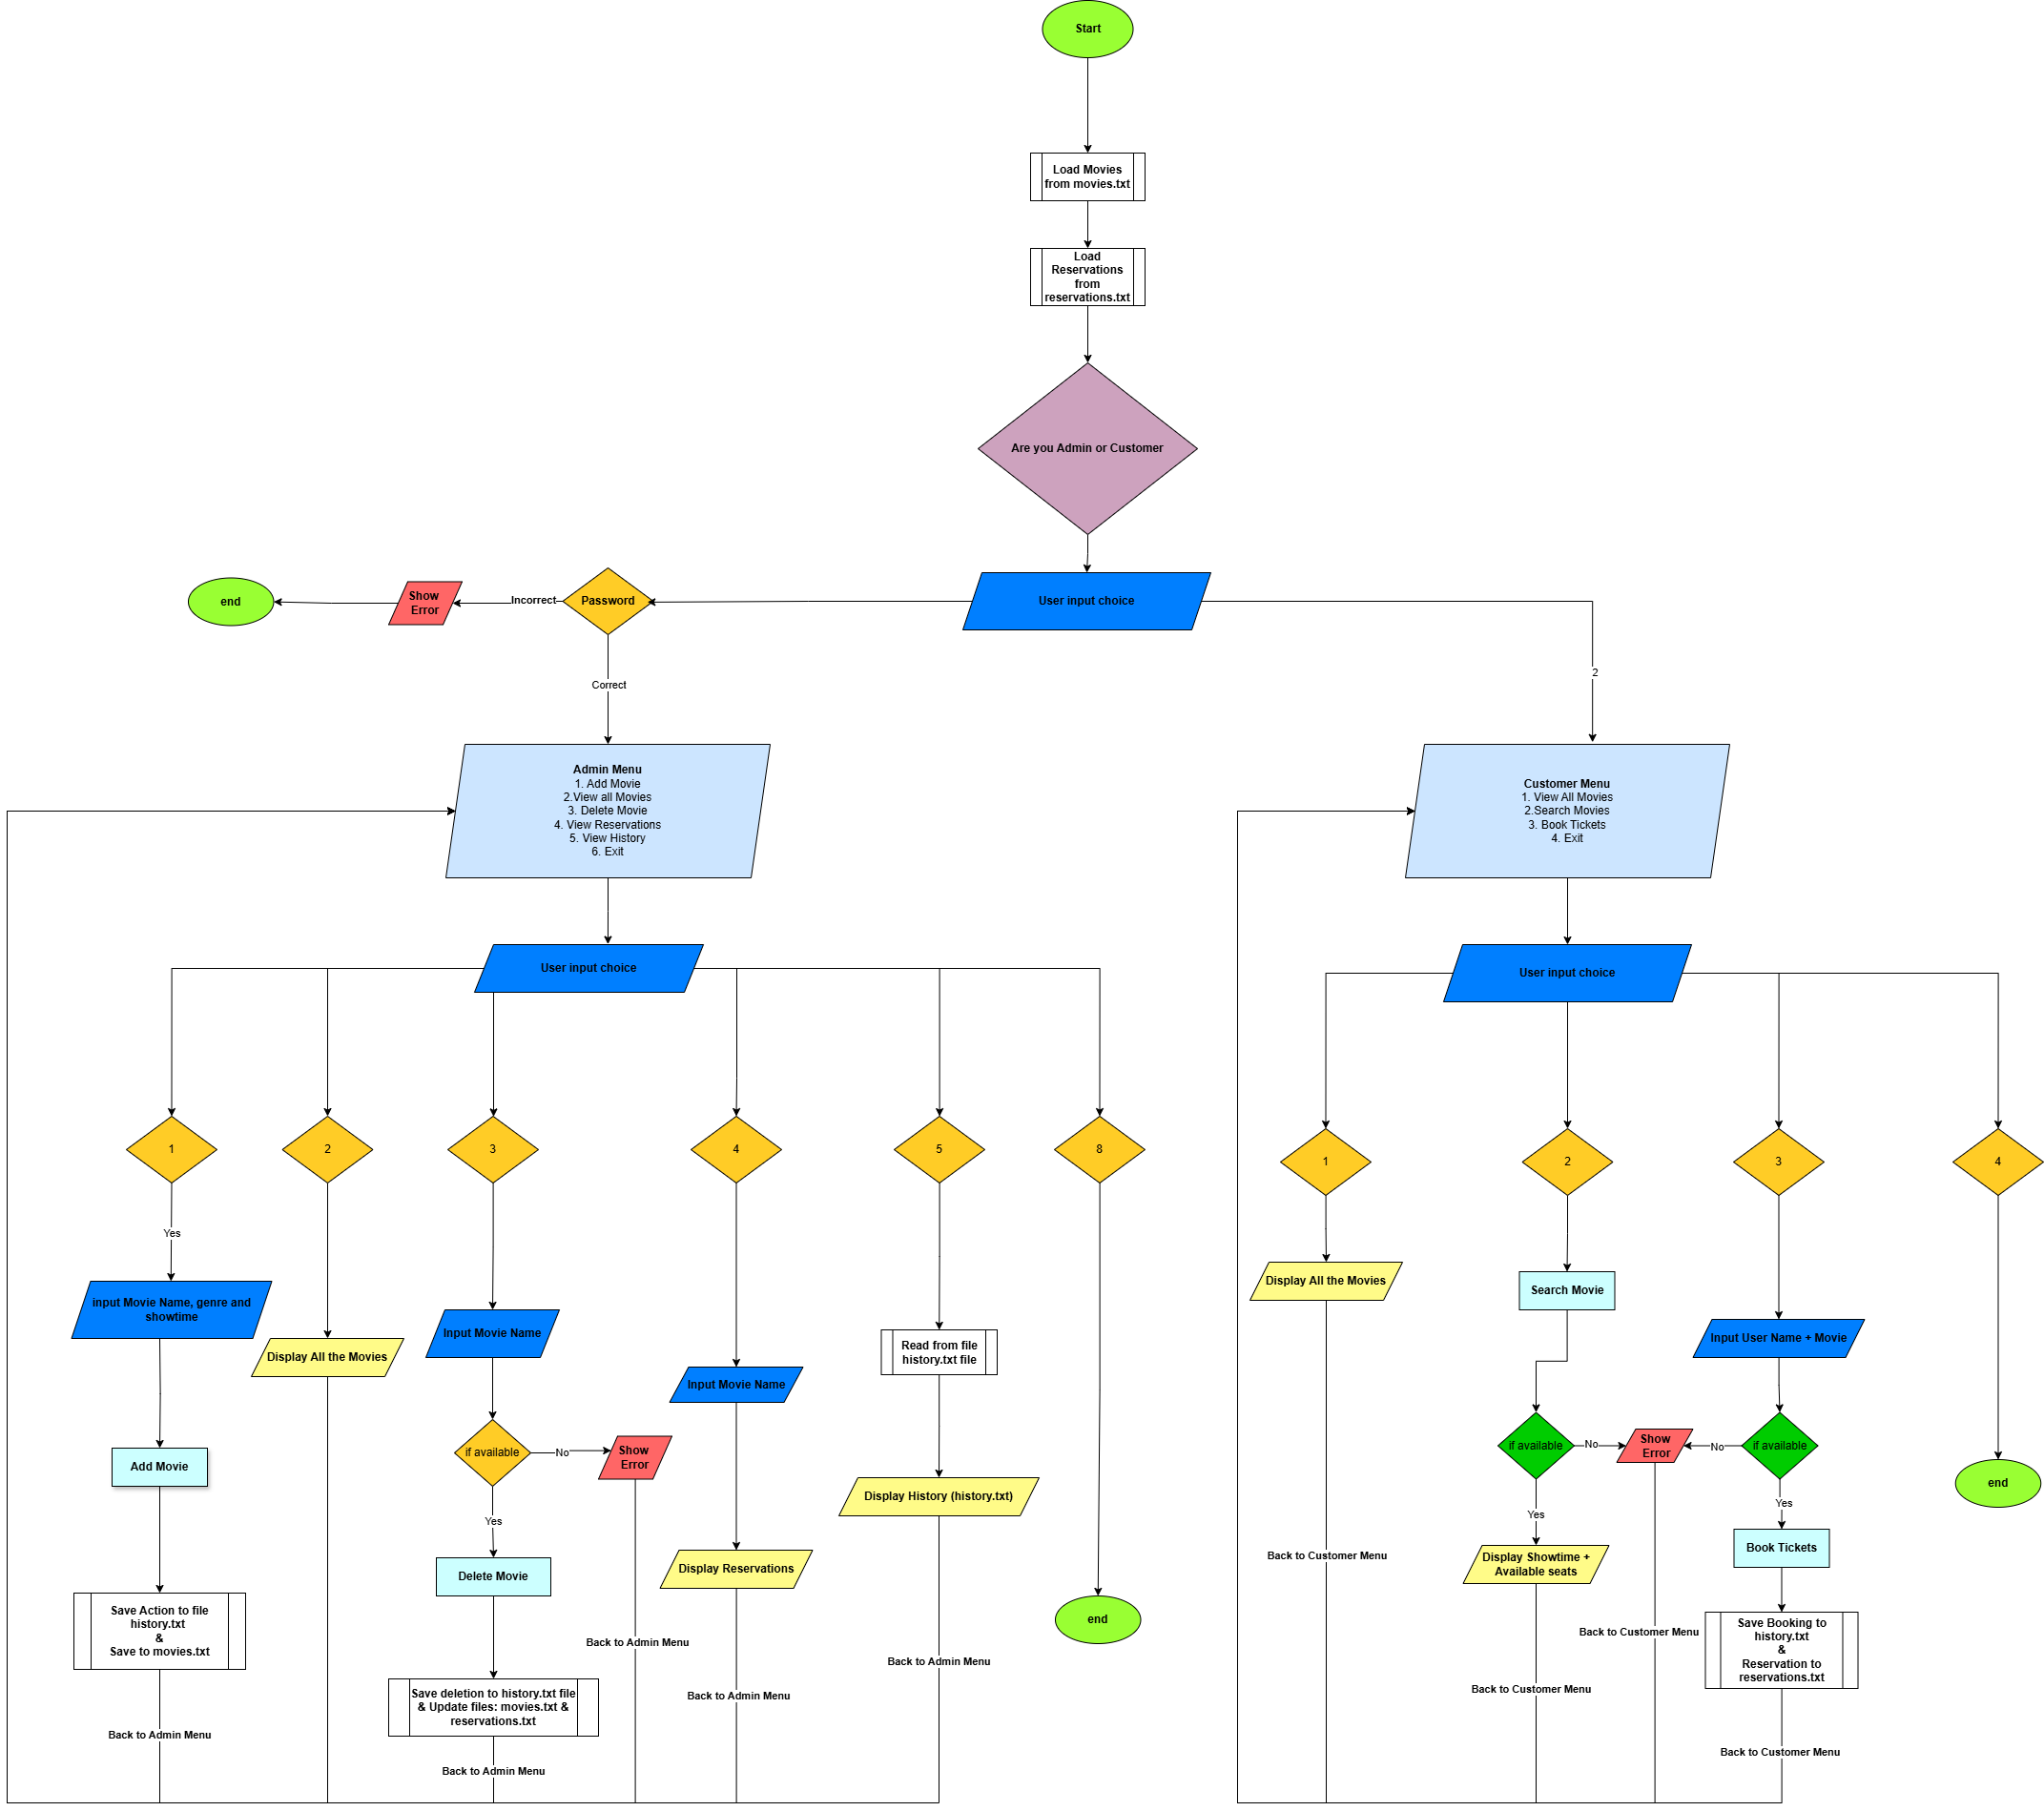 Start
Load Movies
from movies.txt
Load
Reservations
from
reservations.txt
Are you Admin or Customer
User input choice
Password
Incorrect
Show
Error
end
Correct
2
Admin Menu
1. Add Movie
2.View all Movies
3. Delete Movie
4. View Reservations
5. View History
6. Exit
Customer Menu
1. View All Movies
2.Search Movies
3. Book Tickets
4. Exit
User input choice
User input choice
1
2
3
4
5
8
1
2
3
4
Yes
input Movie Name, genre and
showtime
Display All the Movies
Input Movie Name
Input Movie Name
Read from file
history.txt file
Display All the Movies
Search Movie
Input User Name + Movie
Add Movie
if available
No
Show
Error
Yes
Display History (history.txt)
if available
No
Show
Error
No
if available
end
Yes
Yes
Delete Movie
Display Reservations
Back to Customer Menu
Display Showtime +
Available seats
Book Tickets
Save Action to file
history.txt
&
Save to movies.txt
end
Back to Admin Menu
Back to Admin Menu
Back to Customer Menu
Save Booking to
history.txt
&
Reservation to
reservations.txt
Save deletion to history.txt file
& Update files: movies.txt &
reservations.txt
Back to Admin Menu
Back to Customer Menu
Back to Admin Menu
Back to Admin Menu
Back to Customer Menu